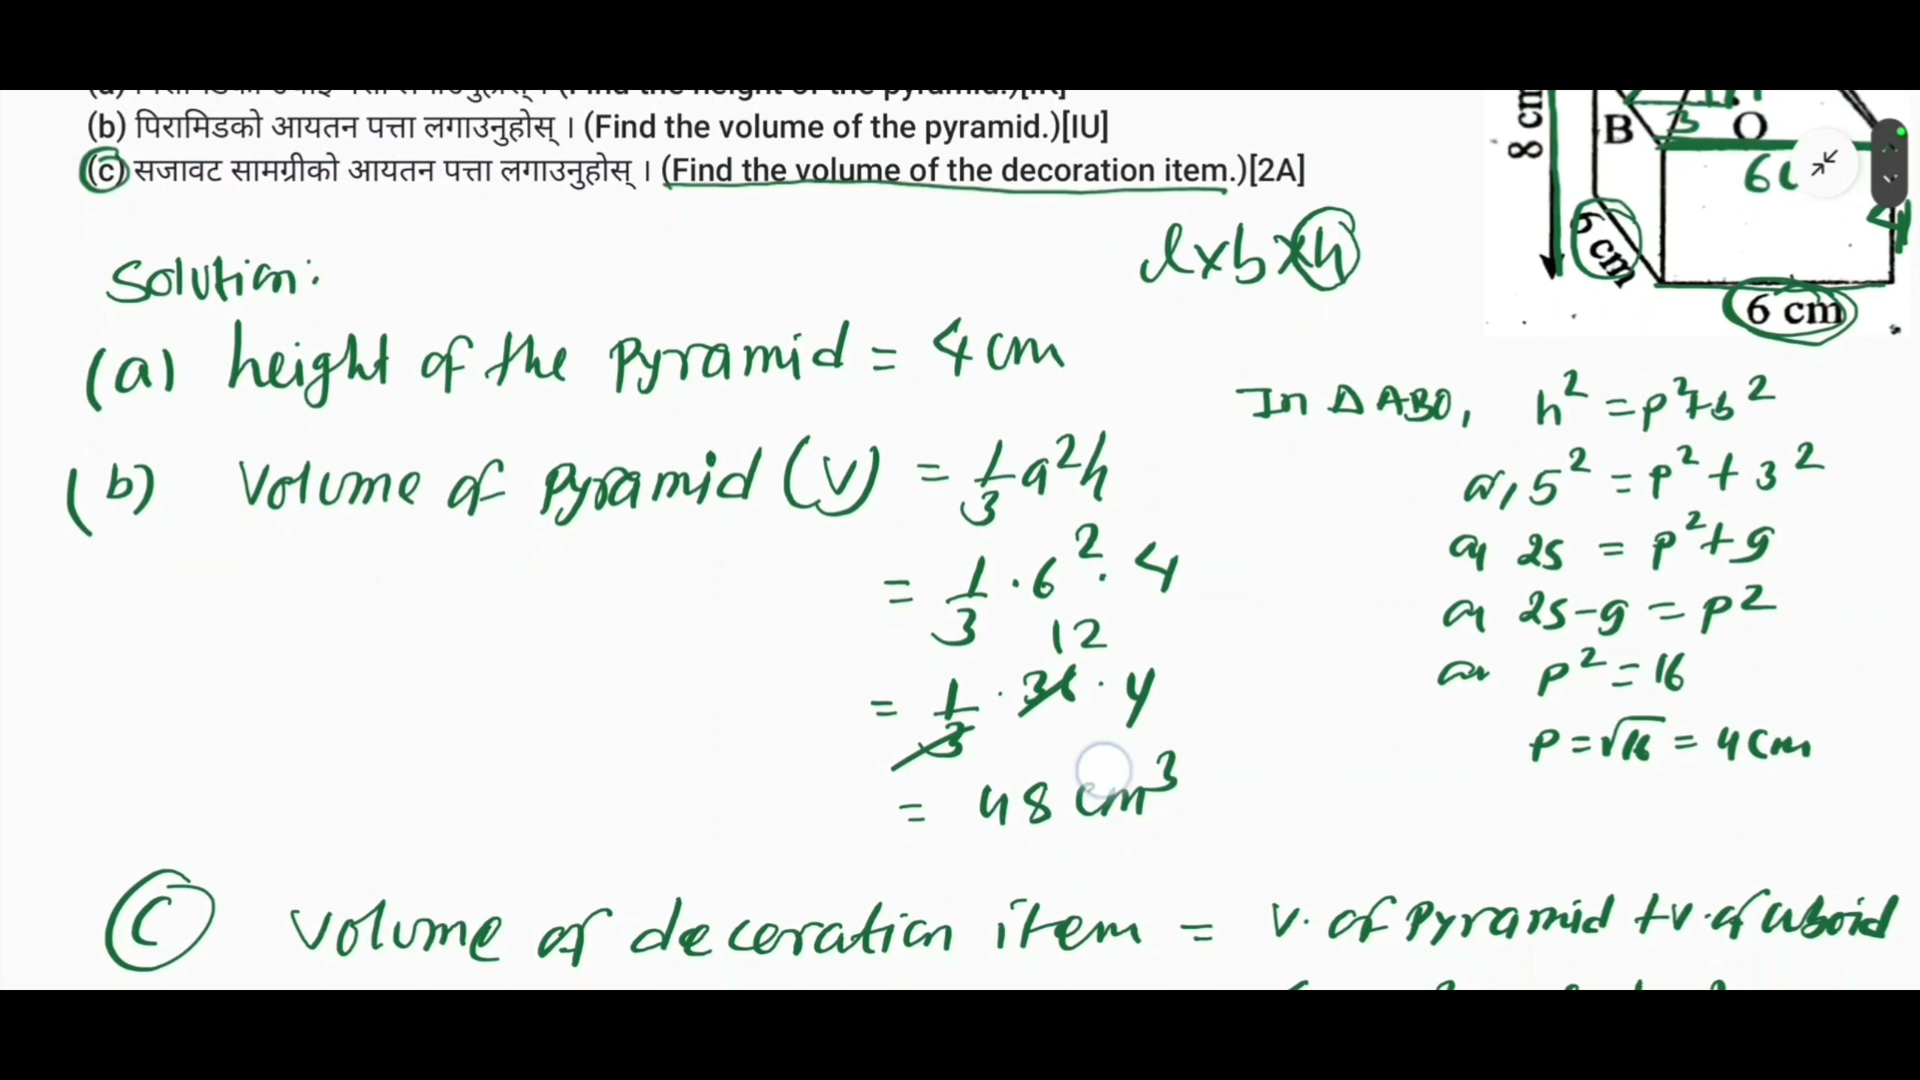 (b) पिरामिडको आयतन पत्ता लगाउनुहोस् । (Find the volume of the pyramid.)[IU]
(c) सजावट सामग्रीको आयतन पत्ता लगाउनुहोस् । (Find the volume of the decoration item.)[2A]
8 cm
B 3 O
6
4
6 cm
l×b×h
Solution:
(a) height of the pyramid = 4 cm
(b) Volume of pyramid (V) = 1/3 a²h
= 1/3 · 6² · 4
12
= 1/3 · 36 · 4
= 48 cm³
In Δ ABO, h² = p²+b²
or, 5² = p² + 3²
or 25 = p² + 9
or 25-9 = p²
or p² = 16
p = √16 = 4 cm
(C) Volume of decoration item = V. of pyramid + V. of cuboid